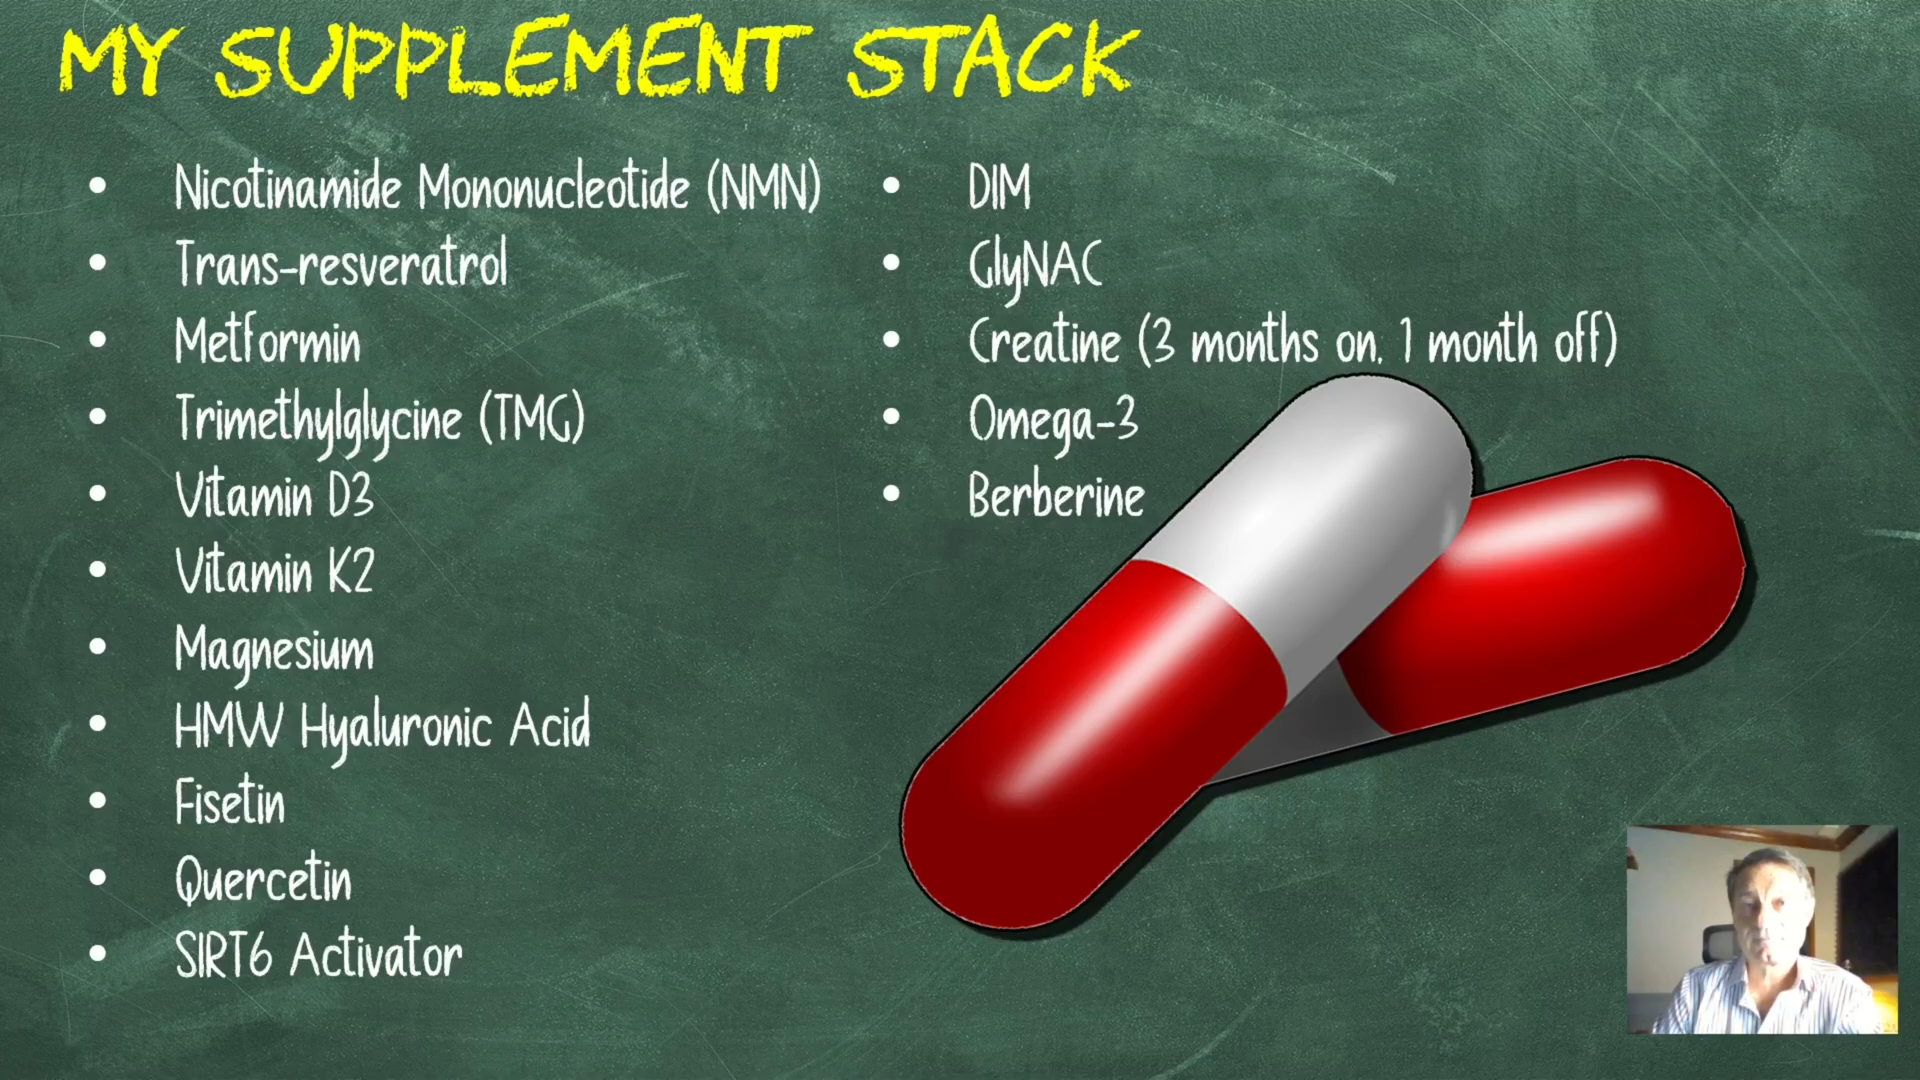 MY SUPPLEMENT STACK
• Nicotinamide Mononucleotide (NMN)
• Trans-resveratrol
• Metformin
• Trimethylglycine (TMG)
• Vitamin D3
• Vitamin K2
• Magnesium
• HMW Hyaluronic Acid
• Fisetin
• Quercetin
• SIRT6 Activator
• DIM
• GlyNAC
• Creatine (3 months on, 1 month off)
• Omega-3
• Berberine